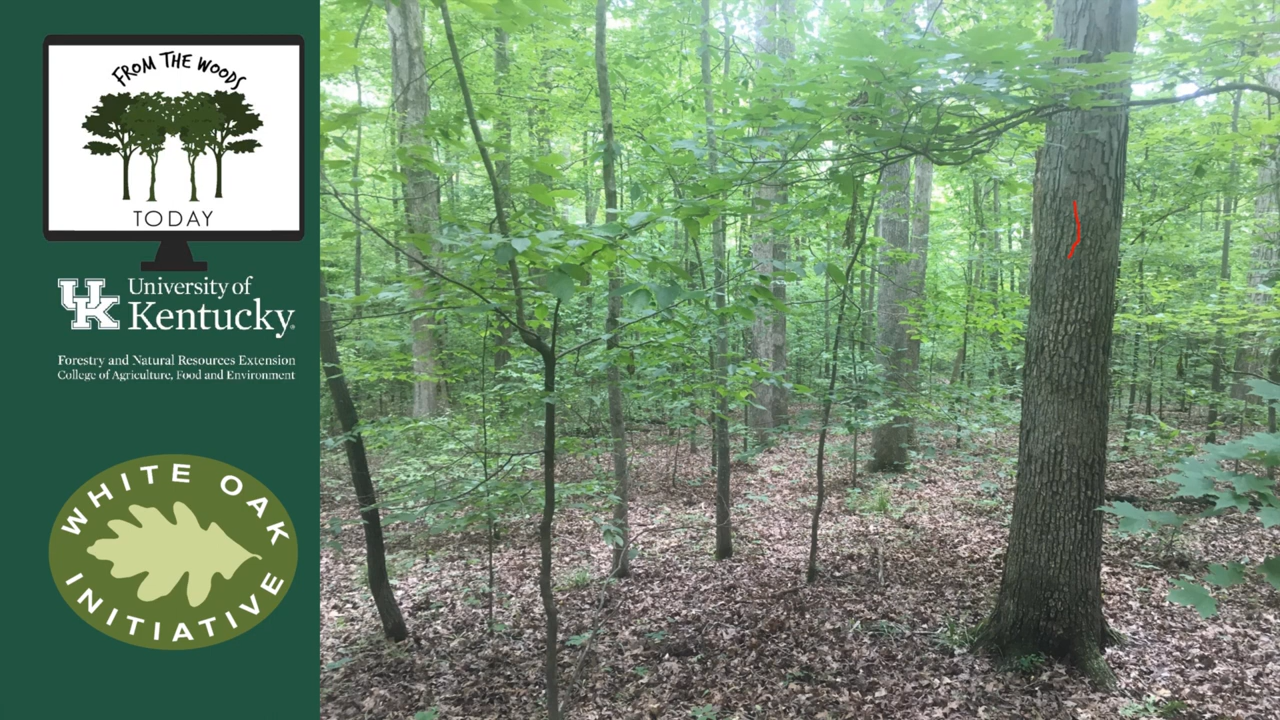 FROM THE WOODS
TODAY
UK
University of
Kentucky
Forestry and Natural Resources Extension
College of Agriculture, Food and Environment
WHITE OAK
INITIATIVE